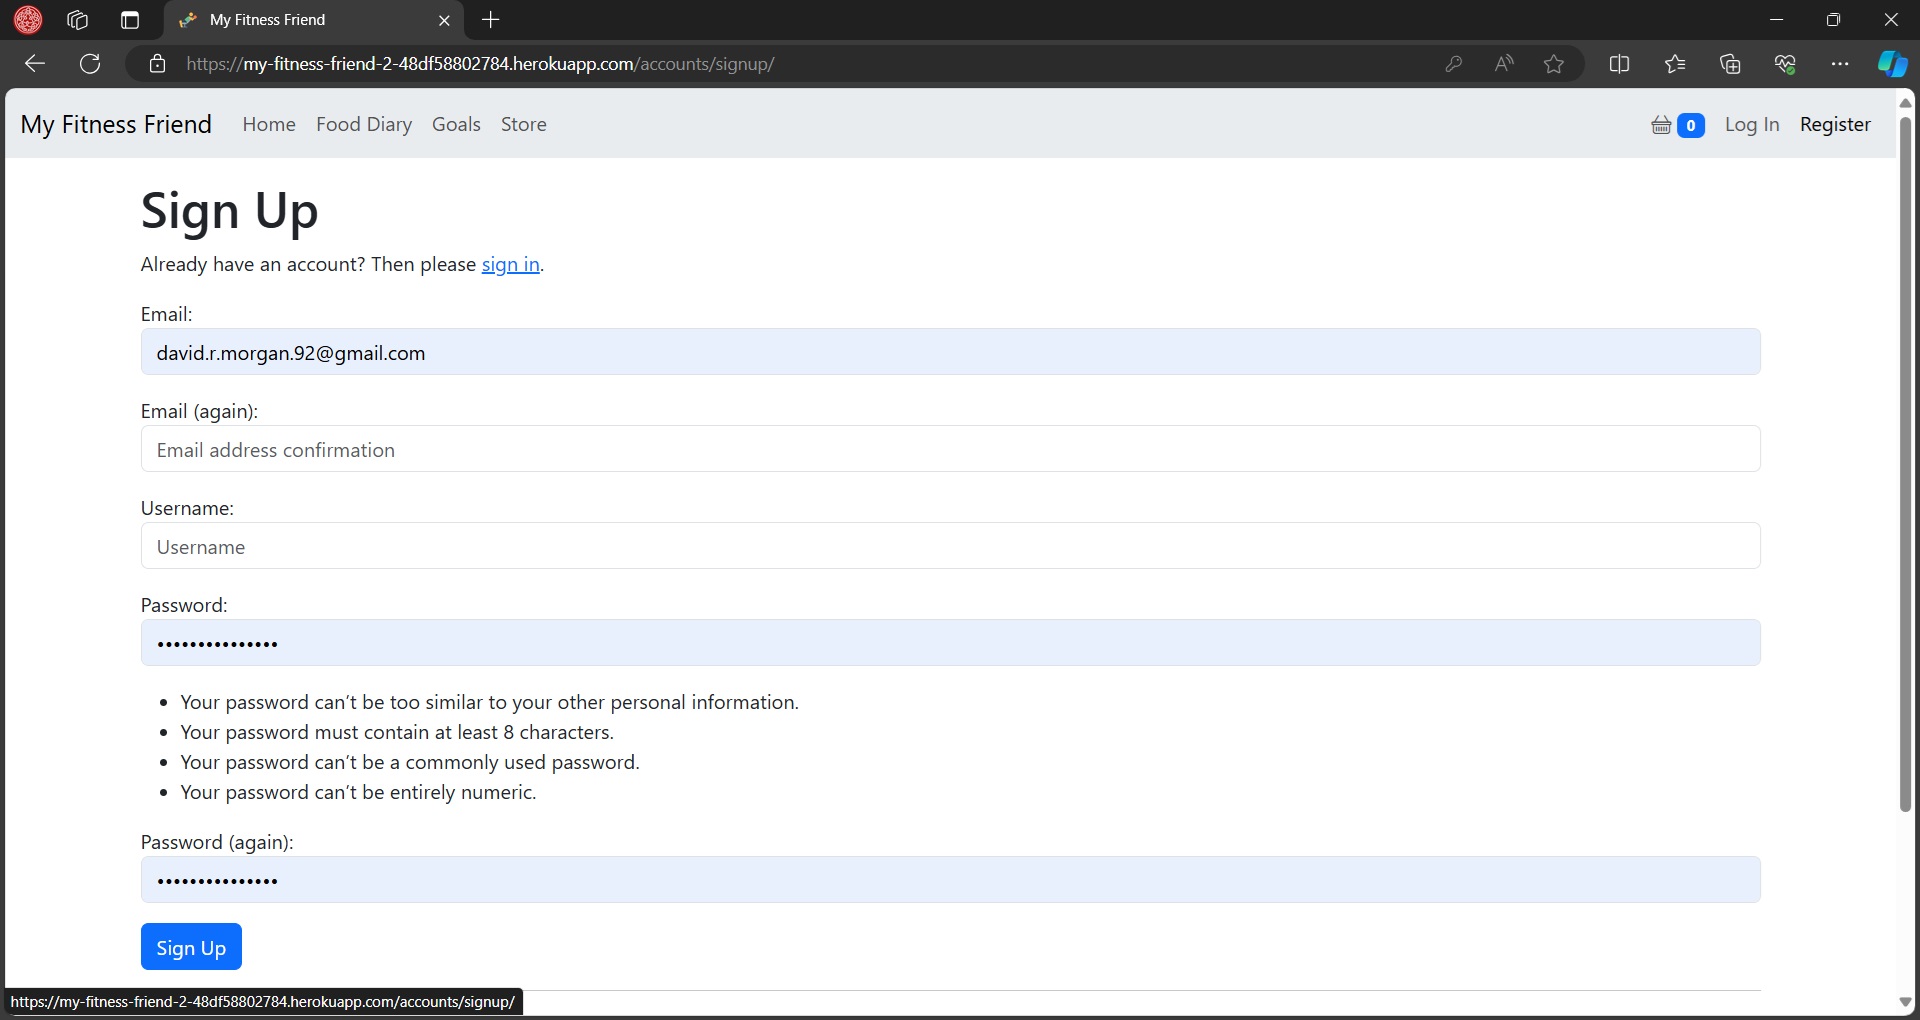 My Fitness Friend
https://my-fitness-friend-2-48df58802784.herokuapp.com/accounts/signup/
My Fitness Friend Home Food Diary Goals Store 0 Log In Register
Sign Up
Already have an account? Then please sign in.
Email:
david.r.morgan.92@gmail.com
Email (again):
Email address confirmation
Username:
Username
Password:
•••••••••••••••
• Your password can't be too similar to your other personal information.
• Your password must contain at least 8 characters.
• Your password can't be a commonly used password.
• Your password can't be entirely numeric.
Password (again):
•••••••••••••••
Sign Up
https://my-fitness-friend-2-48df58802784.herokuapp.com/accounts/signup/